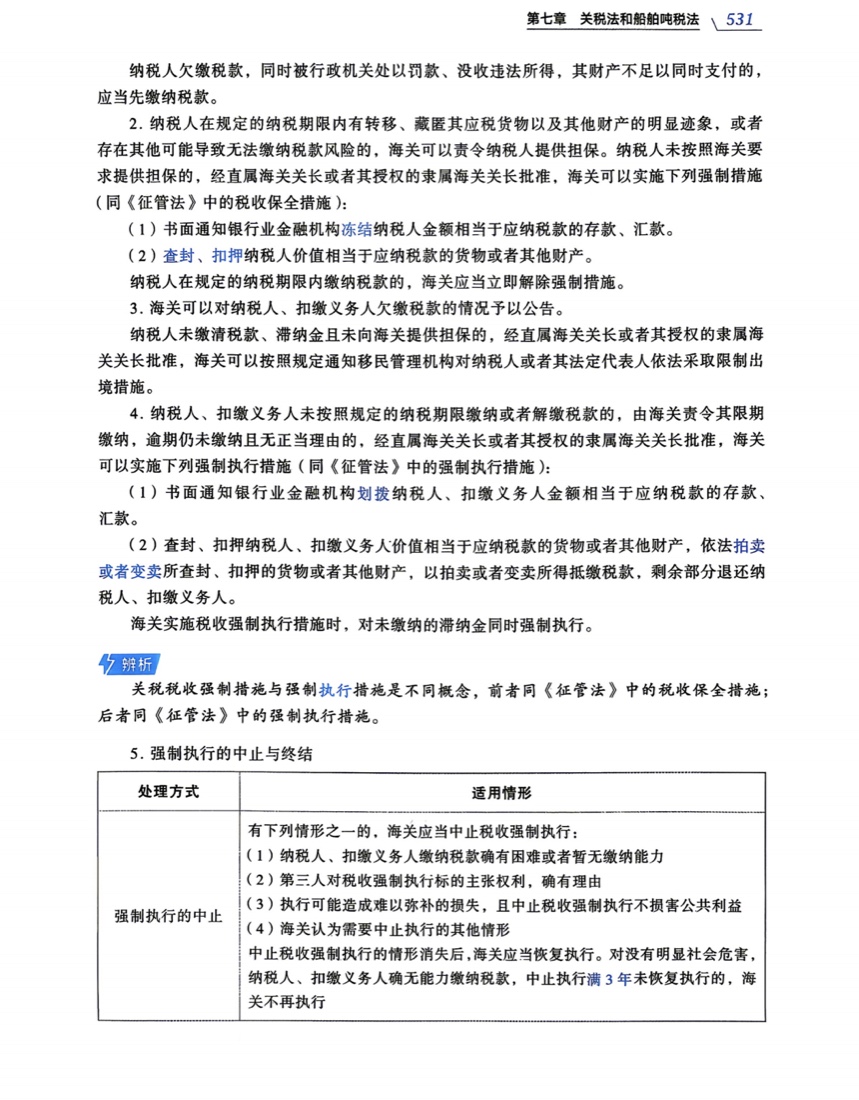 第七章 关税法和船舶吨税法 531
纳税人欠缴税款，同时被行政机关处以罚款、没收违法所得，其财产不足以同时支付的，
应当先缴纳税款。
2. 纳税人在规定的纳税期限内有转移、藏匿其应税货物以及其他财产的明显迹象，或者
存在其他可能导致无法缴纳税款风险的，海关可以责令纳税人提供担保。纳税人未按照海关要
求提供担保的，经直属海关关长或者其授权的隶属海关关长批准，海关可以实施下列强制措施
（同《征管法》中的税收保全措施）：
（1）书面通知银行业金融机构冻结纳税人金额相当于应纳税款的存款、汇款。
（2）查封、扣押纳税人价值相当于应纳税款的货物或者其他财产。
纳税人在规定的纳税期限内缴纳税款的，海关应当立即解除强制措施。
3. 海关可以对纳税人、扣缴义务人欠缴税款的情况予以公告。
纳税人未缴清税款、滞纳金且未向海关提供担保的，经直属海关关长或者其授权的隶属海
关关长批准，海关可以按照规定通知移民管理机构对纳税人或者其法定代表人依法采取限制出
境措施。
4. 纳税人、扣缴义务人未按照规定的纳税期限缴纳或者解缴税款的，由海关责令其限期
缴纳，逾期仍未缴纳且无正当理由的，经直属海关关长或者其授权的隶属海关关长批准，海关
可以实施下列强制执行措施（同《征管法》中的强制执行措施）：
（1）书面通知银行业金融机构划拨纳税人、扣缴义务人金额相当于应纳税款的存款、
汇款。
（2）查封、扣押纳税人、扣缴义务人价值相当于应纳税款的货物或者其他财产，依法拍卖
或者变卖所查封、扣押的货物或者其他财产，以拍卖或者变卖所得抵缴税款，剩余部分退还纳
税人、扣缴义务人。
海关实施税收强制执行措施时，对未缴纳的滞纳金同时强制执行。
辨析
关税税收强制措施与强制执行措施是不同概念，前者同《征管法》中的税收保全措施；
后者同《征管法》中的强制执行措施。
5. 强制执行的中止与终结
处理方式 适用情形
强制执行的中止
有下列情形之一的，海关应当中止税收强制执行：
（1）纳税人、扣缴义务人缴纳税款确有困难或者暂无缴纳能力
（2）第三人对税收强制执行标的主张权利，确有理由
（3）执行可能造成难以弥补的损失，且中止税收强制执行不损害公共利益
（4）海关认为需要中止执行的其他情形
中止税收强制执行的情形消失后，海关应当恢复执行。对没有明显社会危害，
纳税人、扣缴义务人确无能力缴纳税款，中止执行满 3 年未恢复执行的，海
关不再执行